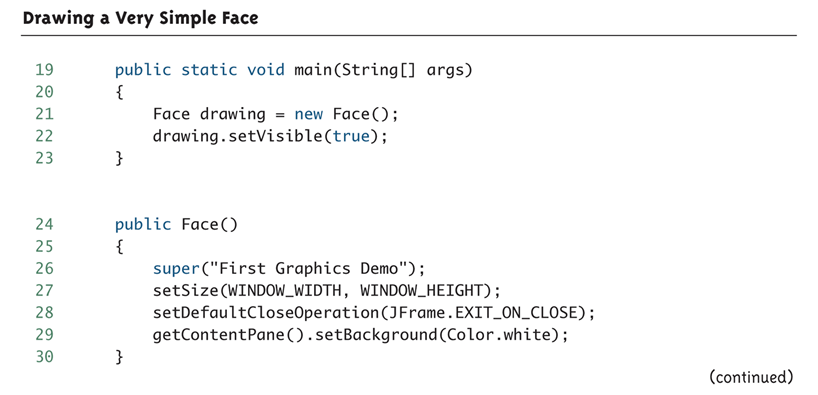 Drawing a Very Simple Face
19 public static void main(String[] args)
20 {
21 Face drawing = new Face();
22 drawing.setVisible(true);
23 }
24 public Face()
25 {
26 super("First Graphics Demo");
27 setSize(WINDOW_WIDTH, WINDOW_HEIGHT);
28 setDefaultCloseOperation(JFrame.EXIT_ON_CLOSE);
29 getContentPane().setBackground(Color.white);
30 }
(continued)